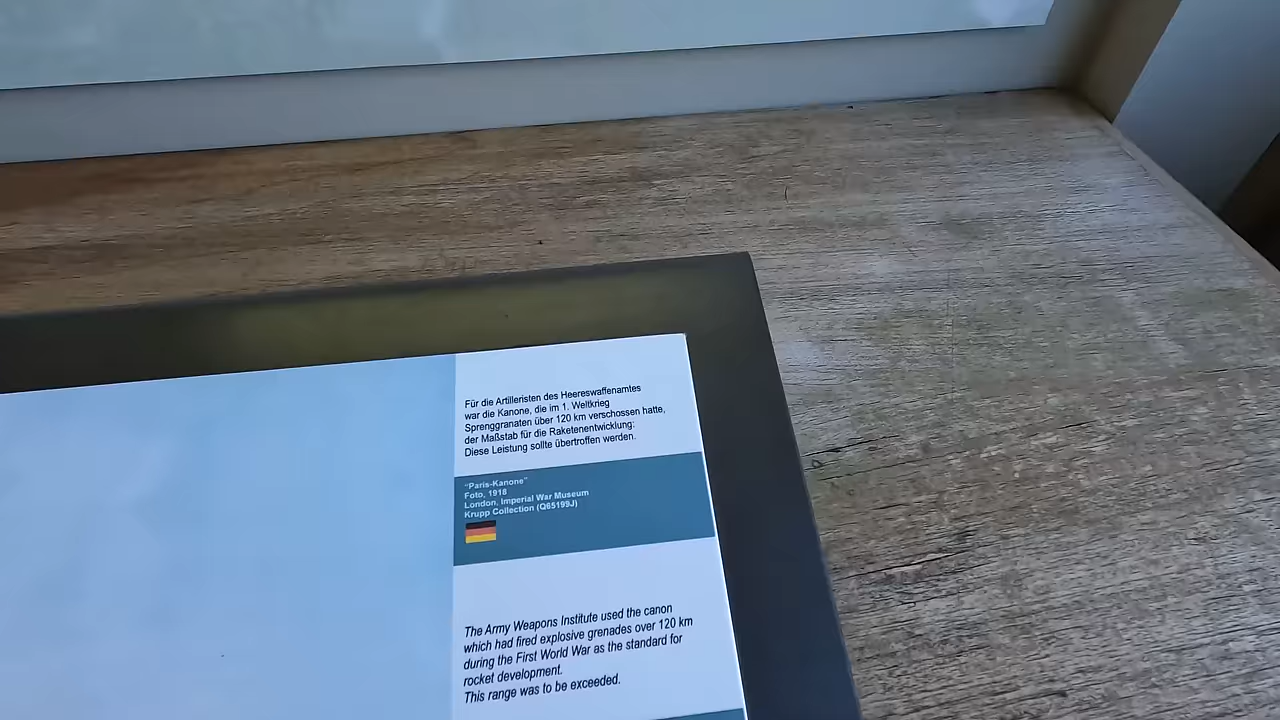 Für die Artilleristen des Heereswaffenamtes
war die Kanone, die im 1. Weltkrieg
Sprenggranaten über 120 km verschossen hatte,
der Maßstab für die Raketenentwicklung:
Diese Leistung sollte übertroffen werden.
“Paris-Kanone”
Foto, 1918
London, Imperial War Museum
Krupp Collection (Q65199J)
The Army Weapons Institute used the canon
which had fired explosive grenades over 120 km
during the First World War as the standard for
rocket development.
This range was to be exceeded.